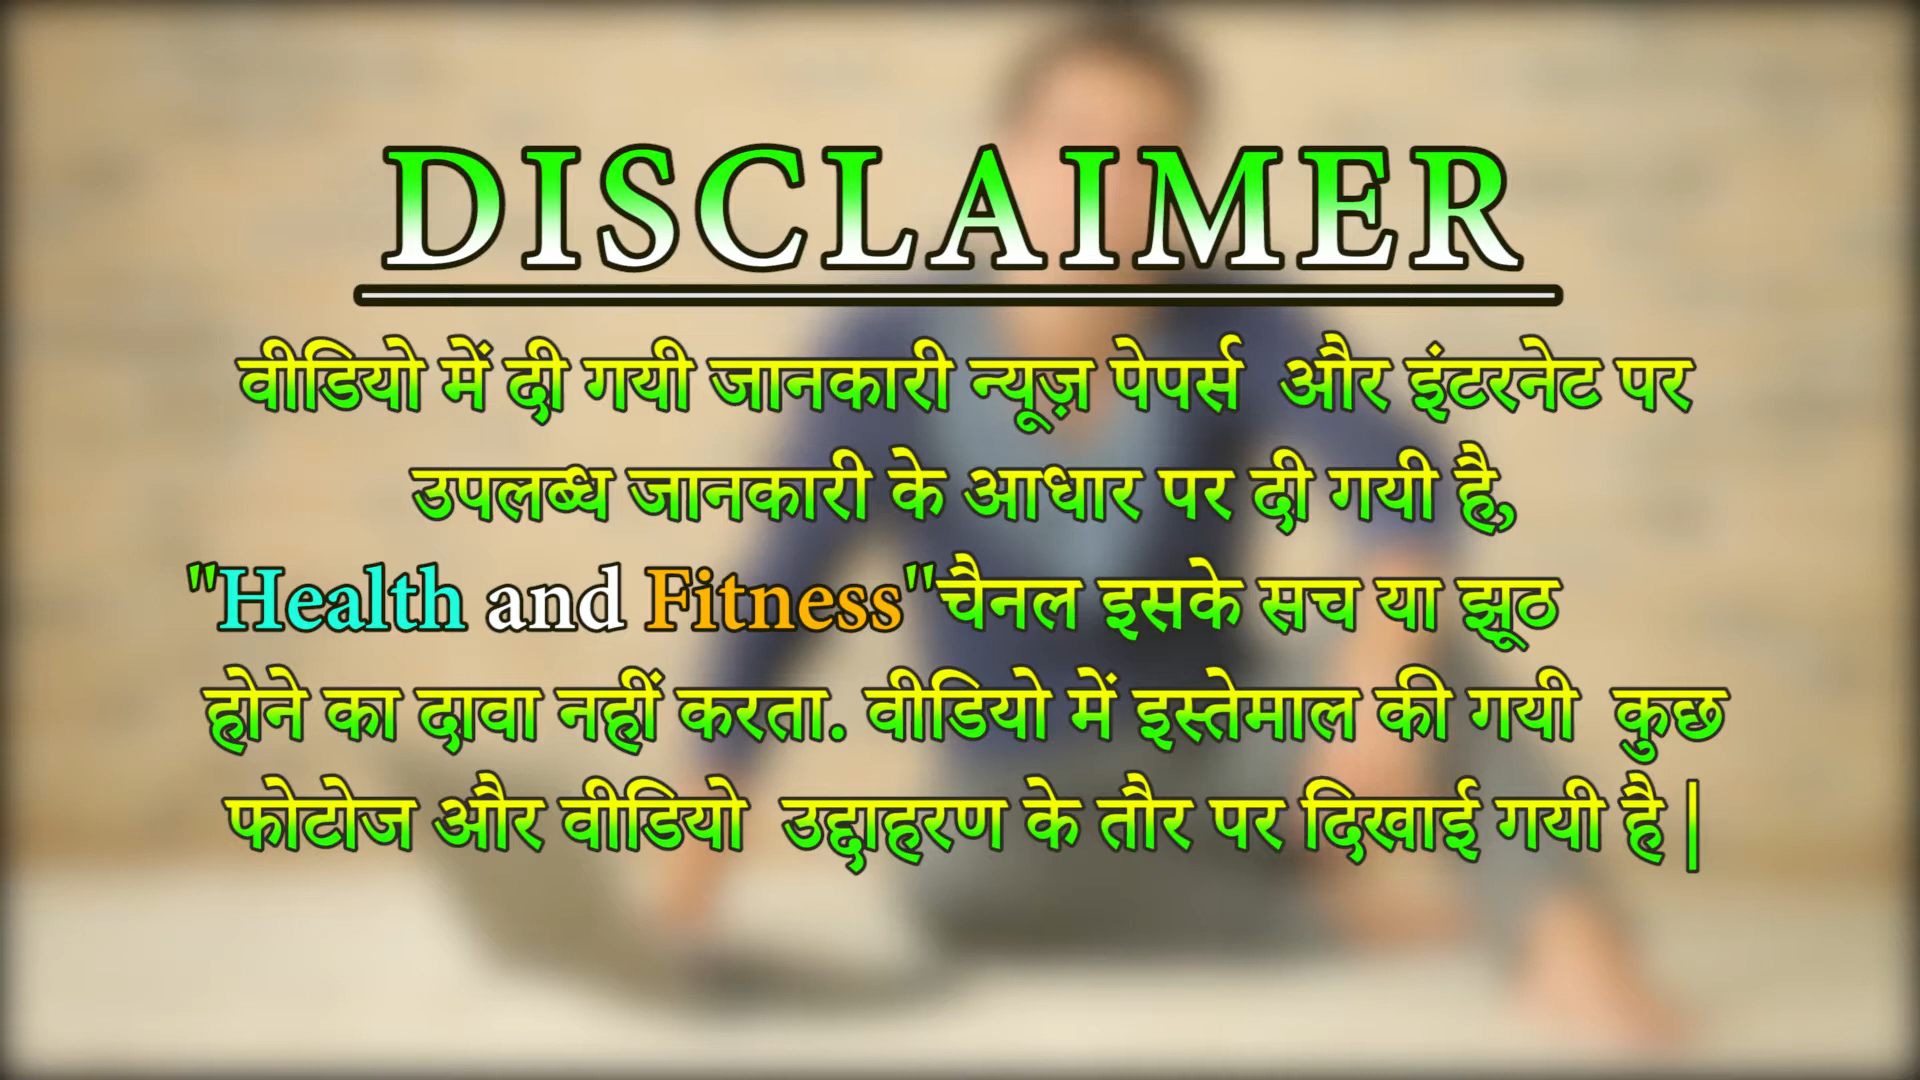 DISCLAIMER
वीडियो में दी गयी जानकारी न्यूज़ पेपर्स और इंटरनेट पर
उपलब्ध जानकारी के आधार पर दी गयी है,
"Health and Fitness"चैनल इसके सच या झूठ
होने का दावा नहीं करता. वीडियो में इस्तेमाल की गयी कुछ
फोटोज और वीडियो उद्दाहरण के तौर पर दिखाई गयी है|